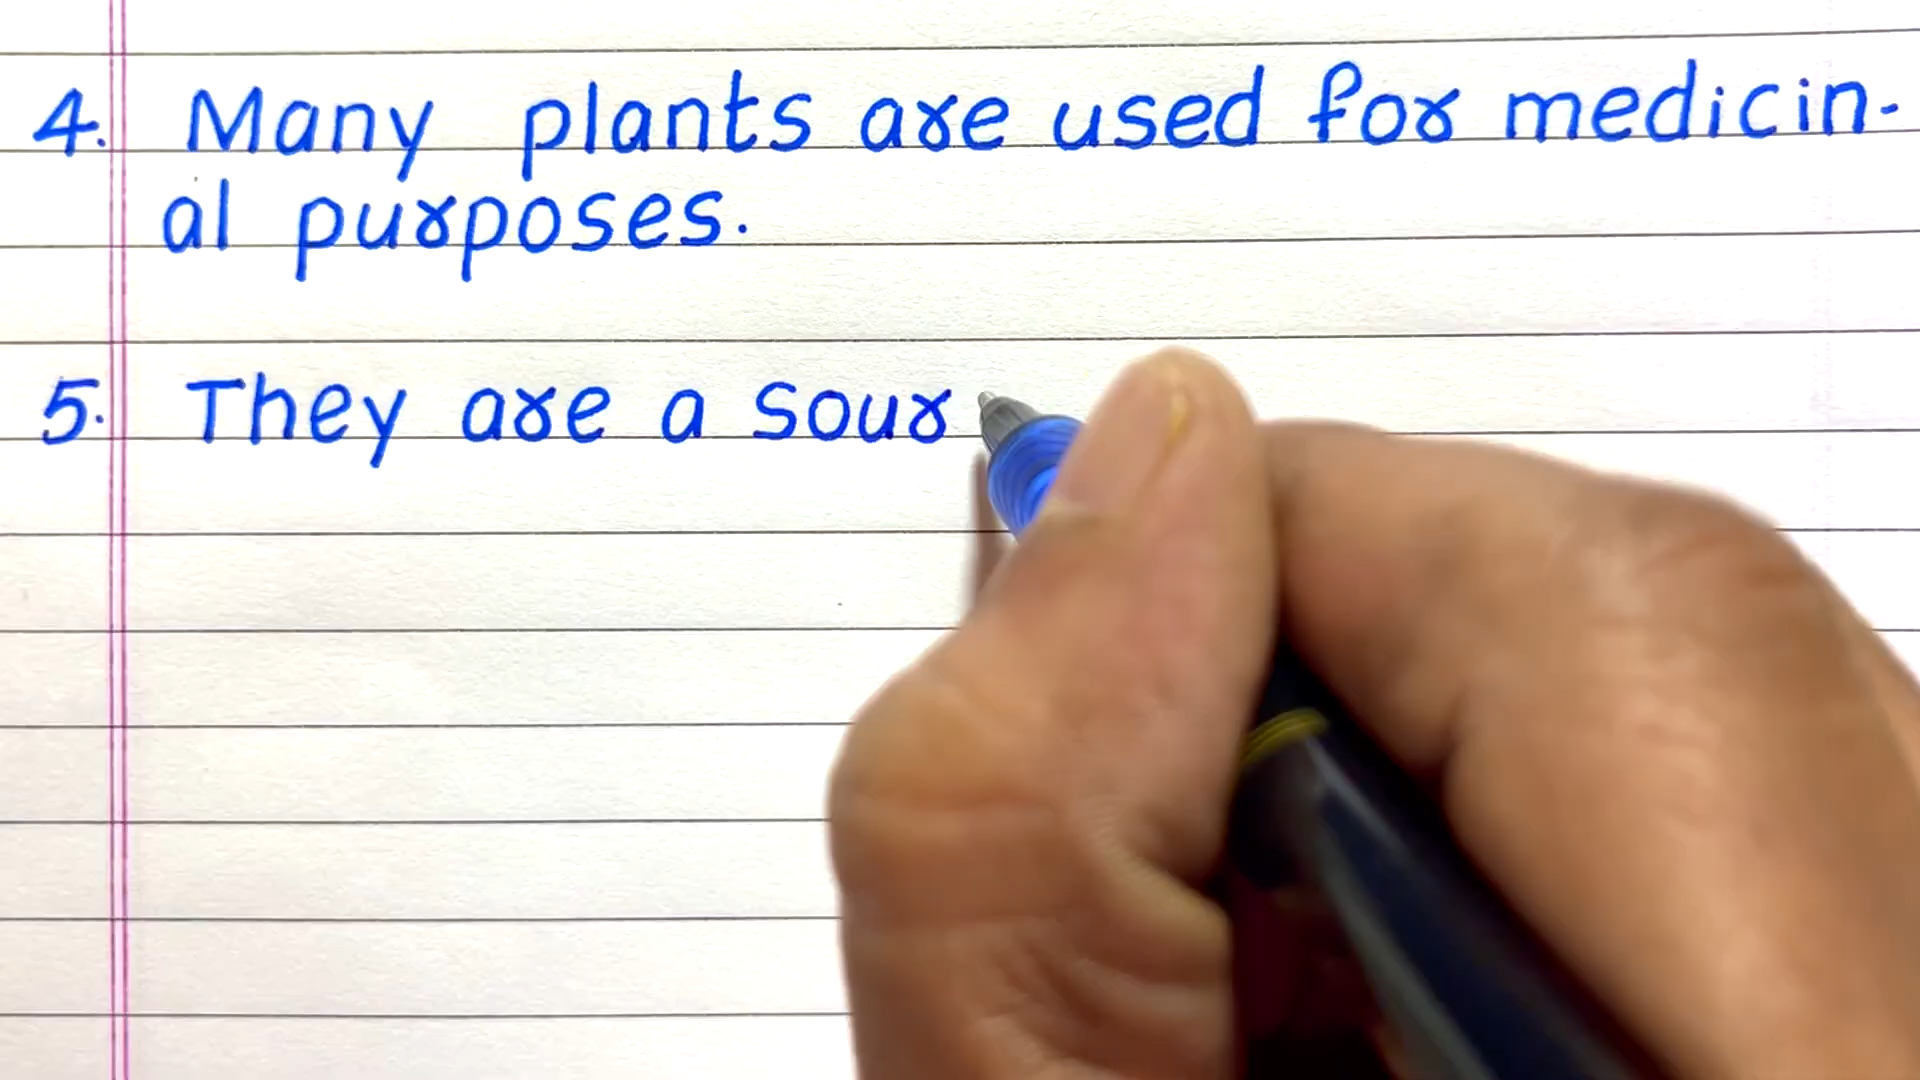 4. Many plants are used for medicin-
al purposes.
5. They are a sour